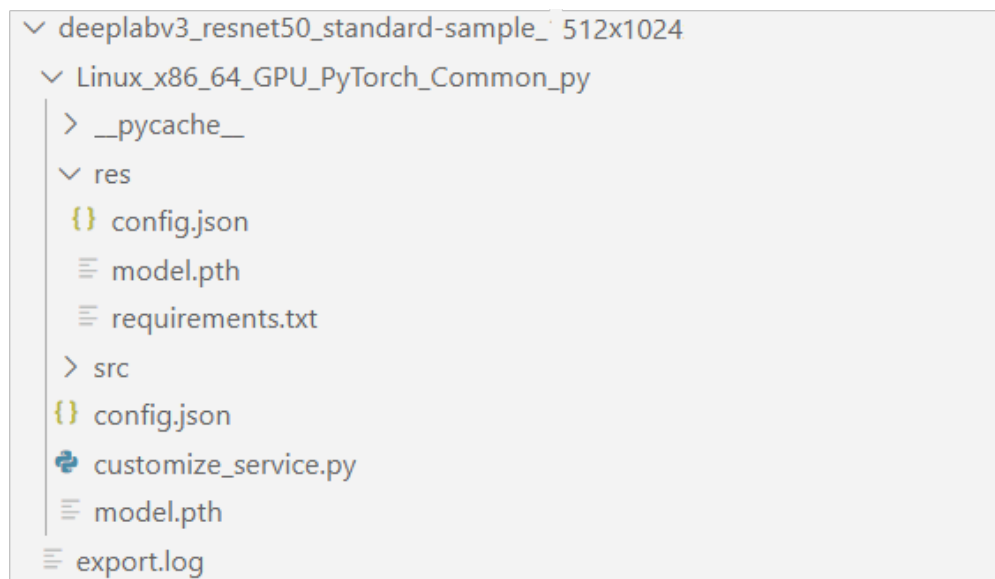 deeplabv3_resnet50_standard-sample_ 512x1024
Linux_x86_64_GPU_PyTorch_Common_py
__pycache__
res
{} config.json
model.pth
requirements.txt
src
{} config.json
customize_service.py
model.pth
export.log